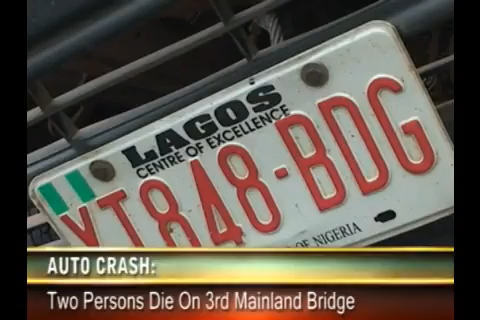 LAGOS
CENTRE OF EXCELLENCE
XT848-BDG
OF NIGERIA
AUTO CRASH:
Two Persons Die On 3rd Mainland Bridge